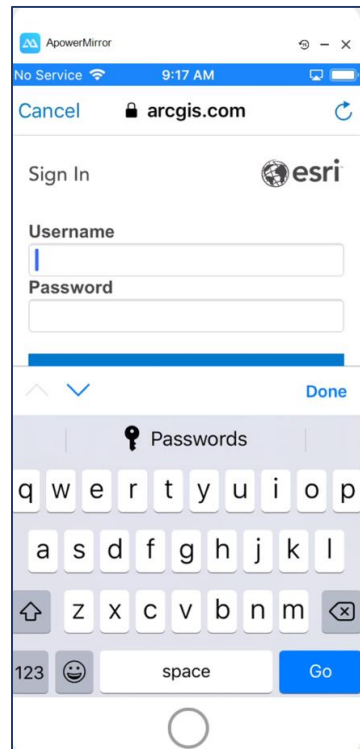 ApowerMirror
No Service 9:17 AM
Cancel arcgis.com
Sign In esri
Username
Password
Done
Passwords
q w e r t y u i o p
a s d f g h j k l
z x c v b n m
123 space Go